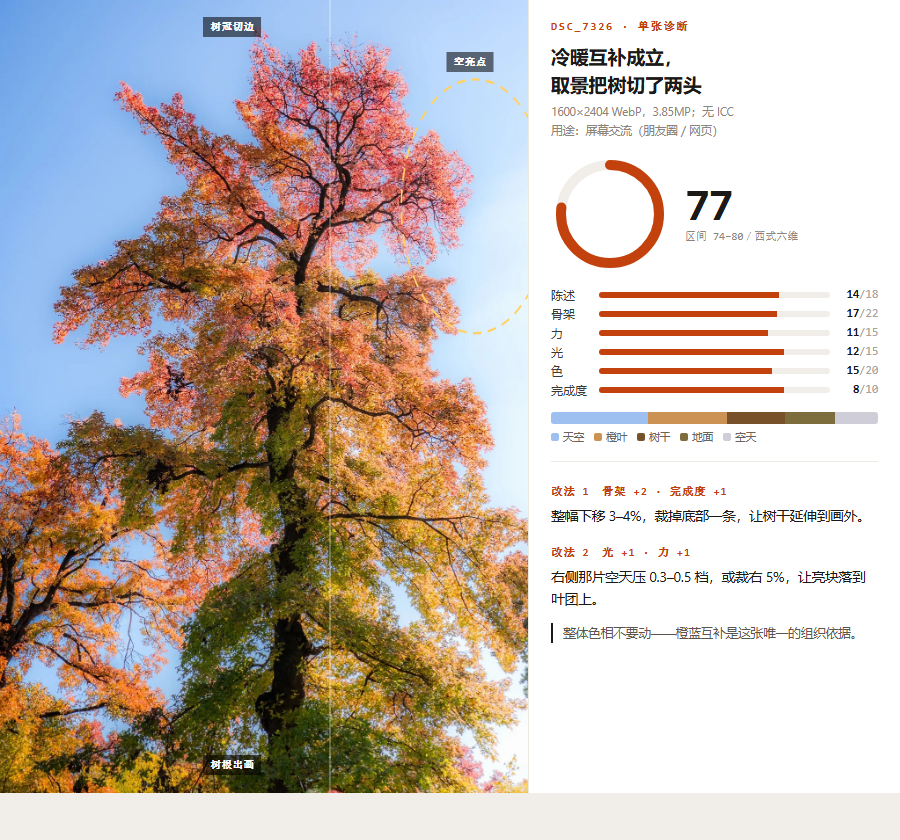 树冠切边
空亮点
树根出画
DSC_7326 · 单张诊断
冷暖互补成立，
取景把树切了两头
1600×2404 WebP，3.85MP；无 ICC
用途：屏幕交流（朋友圈 / 网页）
77
区间 74–80 / 西式六维
陈述 14/18
骨架 17/22
力 11/15
光 12/15
色 15/20
完成度 8/10
天空 橙叶 树干 地面 空天
改法 1 骨架 +2 · 完成度 +1
整幅下移 3–4%，裁掉底部一条，让树干延伸到画外。
改法 2 光 +1 · 力 +1
右侧那片空天压 0.3–0.5 档，或裁右 5%，让亮块落到
叶团上。
整体色相不要动——橙蓝互补是这张唯一的组织依据。